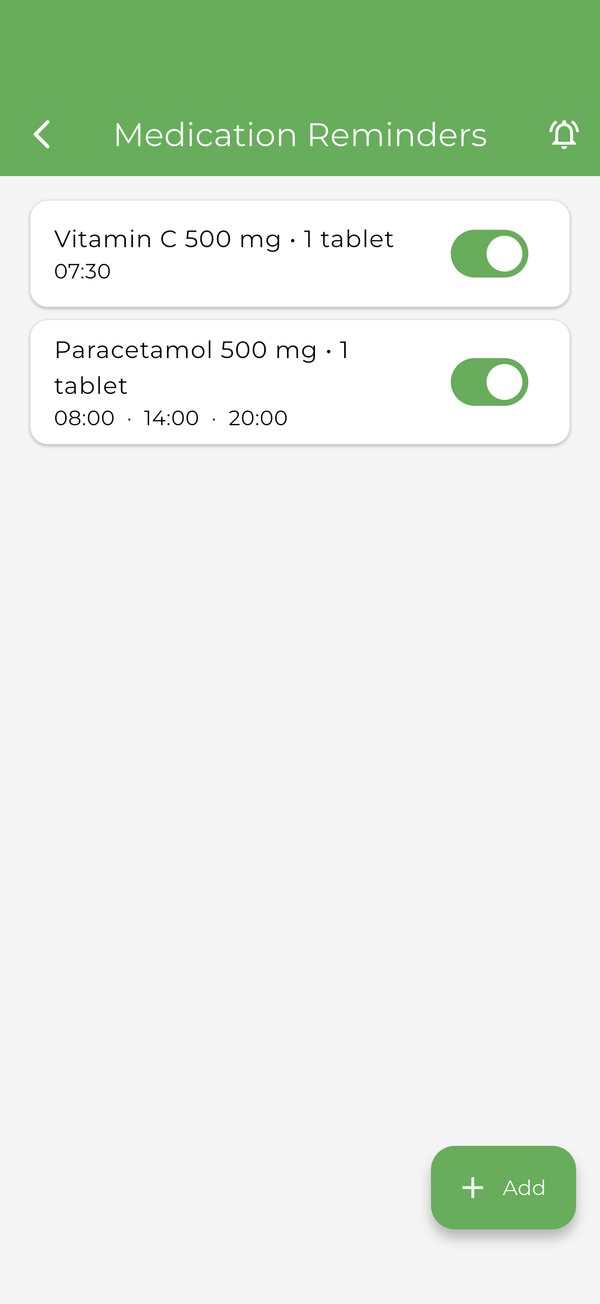 Medication Reminders
Vitamin C 500 mg • 1 tablet
07:30
Paracetamol 500 mg • 1
tablet
08:00 · 14:00 · 20:00
Add